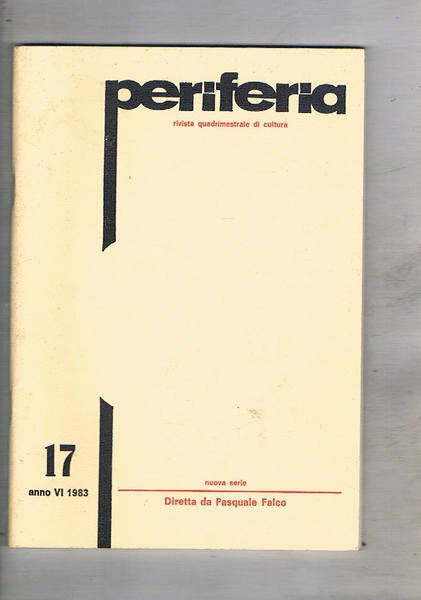 periferia
rivista quadrimestrale di cultura
17
anno VI 1983
nuova serie
Diretta da Pasquale Falco